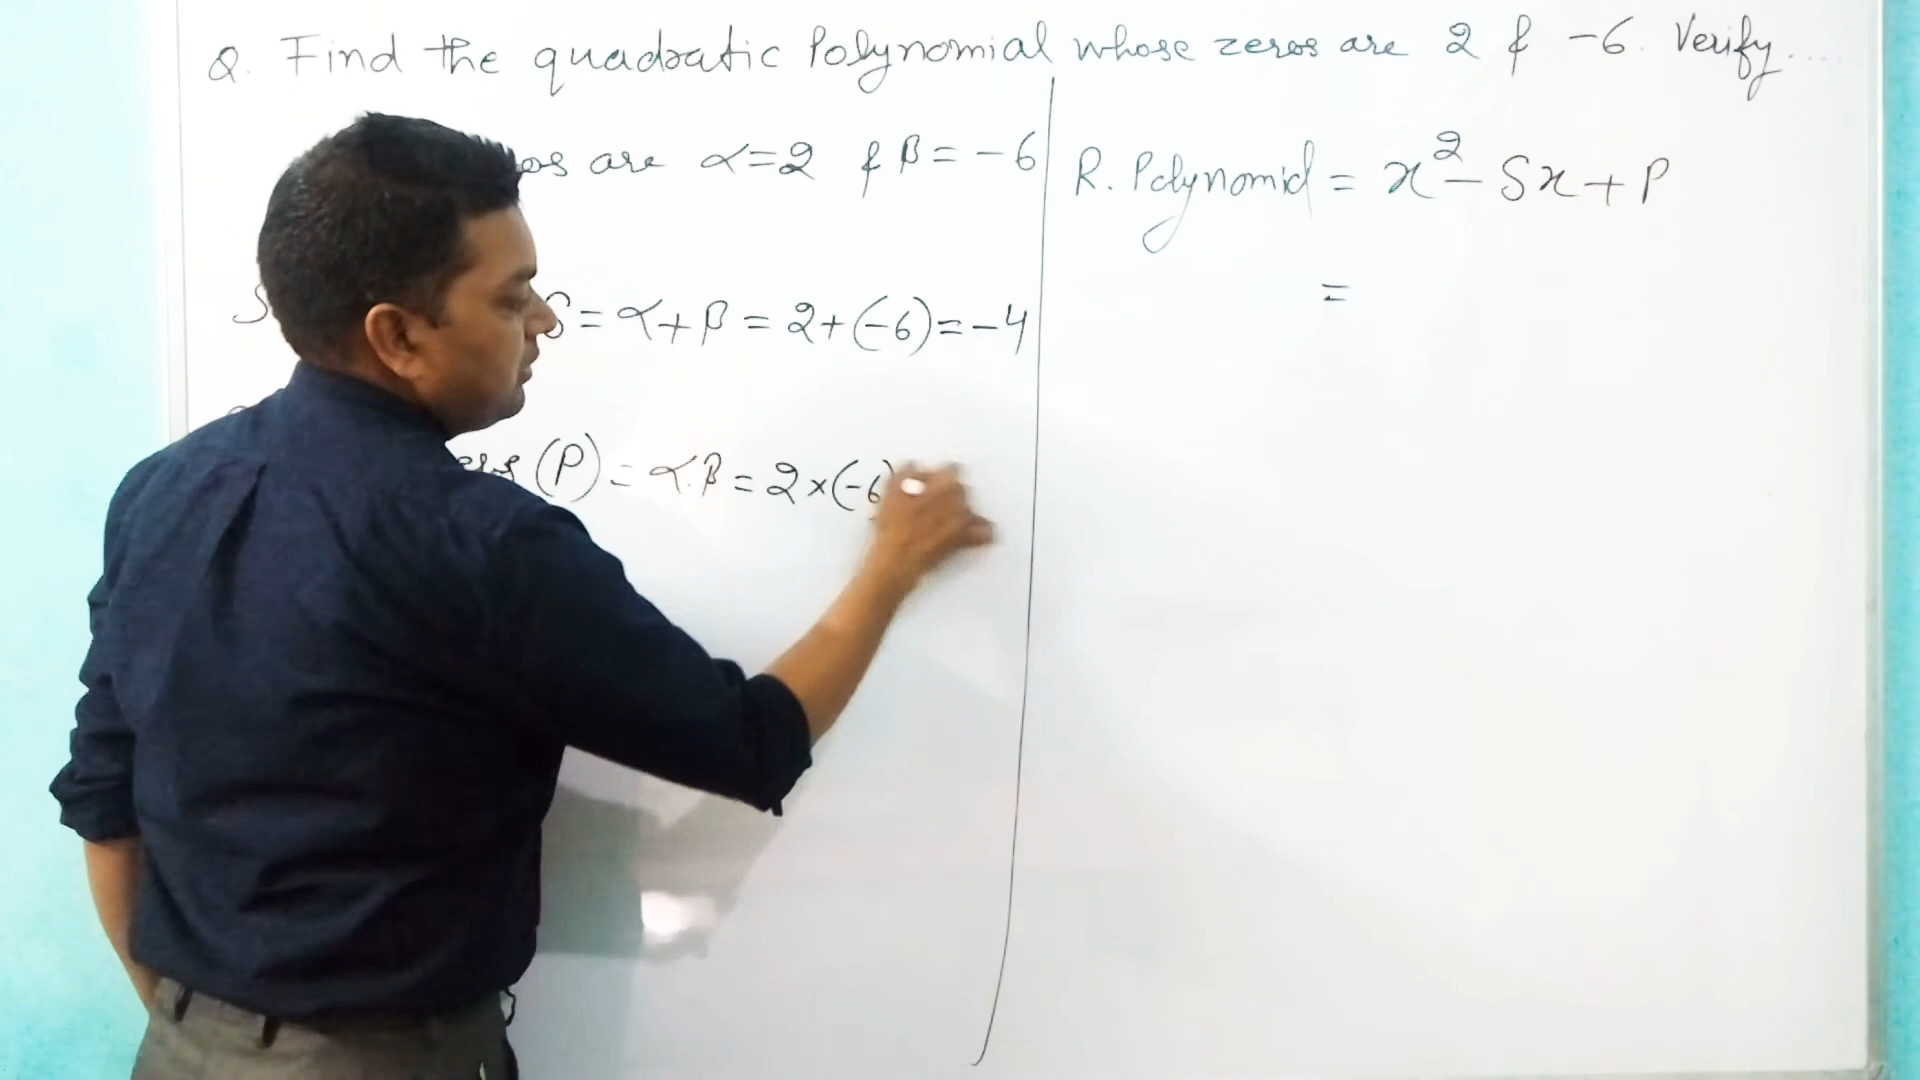 Q. Find the quadratic Polynomial whose zeros are 2 & -6. Verify....
are α=2 & β = -6
S = α+β = 2+(-6)=-4
(P) = α.β = 2×(-6)
R. Polynomial = x² - Sx + P
=